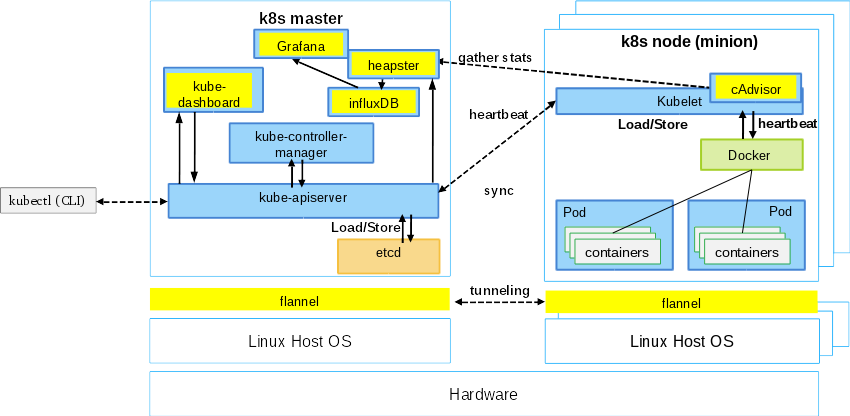 k8s master
Grafana
heapster
kube-
dashboard
influxDB
kube-controller-
manager
kube-apiserver
kubectl (CLI)
Load/Store
etcd
gather stats
heartbeat
sync
k8s node (minion)
cAdvisor
Kubelet
Load/Store
heartbeat
Docker
Pod
containers
Pod
containers
flannel
tunneling
flannel
Linux Host OS
Linux Host OS
Hardware